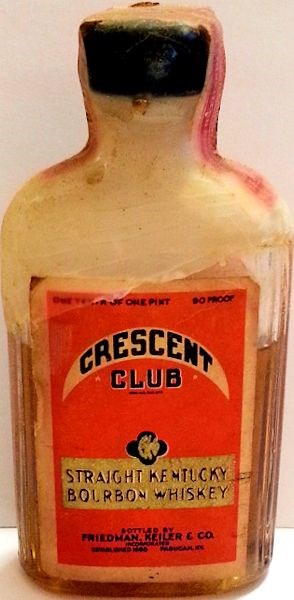 ONE TENTH OF ONE PINT 90 PROOF
CRESCENT
CLUB
STRAIGHT KENTUCKY
BOURBON WHISKEY
BOTTLED BY
FRIEDMAN, KEILER & CO.
INCORPORATED
ESTABLISHED PADUCAH, KY.